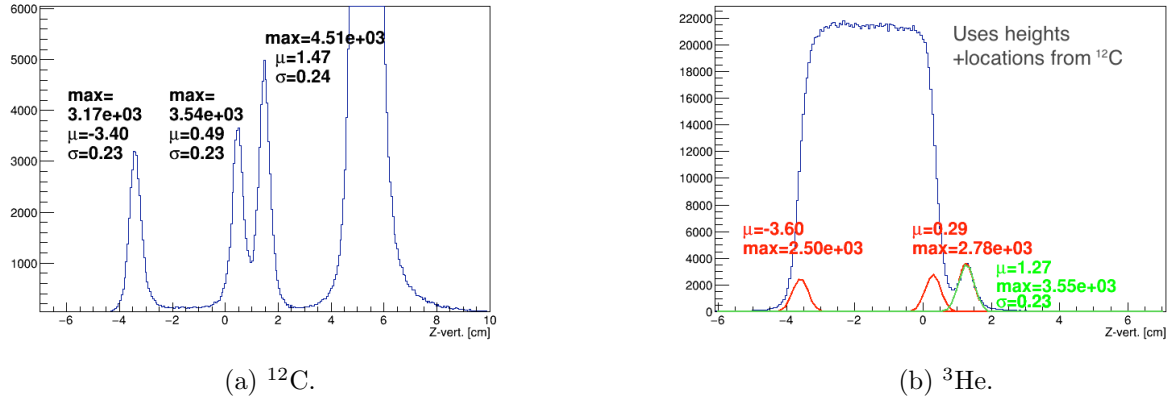 6000
5000
4000
3000
2000
1000
−6
−4
−2
0
2
4
6
8
10
Z-vert. [cm]
max=
3.17e+03
μ=-3.40
σ=0.23
max=
3.54e+03
μ=0.49
σ=0.23
max=4.51e+03
μ=1.47
σ=0.24
(a) ¹²C.
22000
20000
18000
16000
14000
12000
10000
8000
6000
4000
2000
0
−6
−4
−2
0
2
4
6
Z-vert. [cm]
Uses heights
+locations from ¹²C
μ=-3.60
max=2.50e+03
μ=0.29
max=2.78e+03
μ=1.27
max=3.55e+03
σ=0.23
(b) ³He.